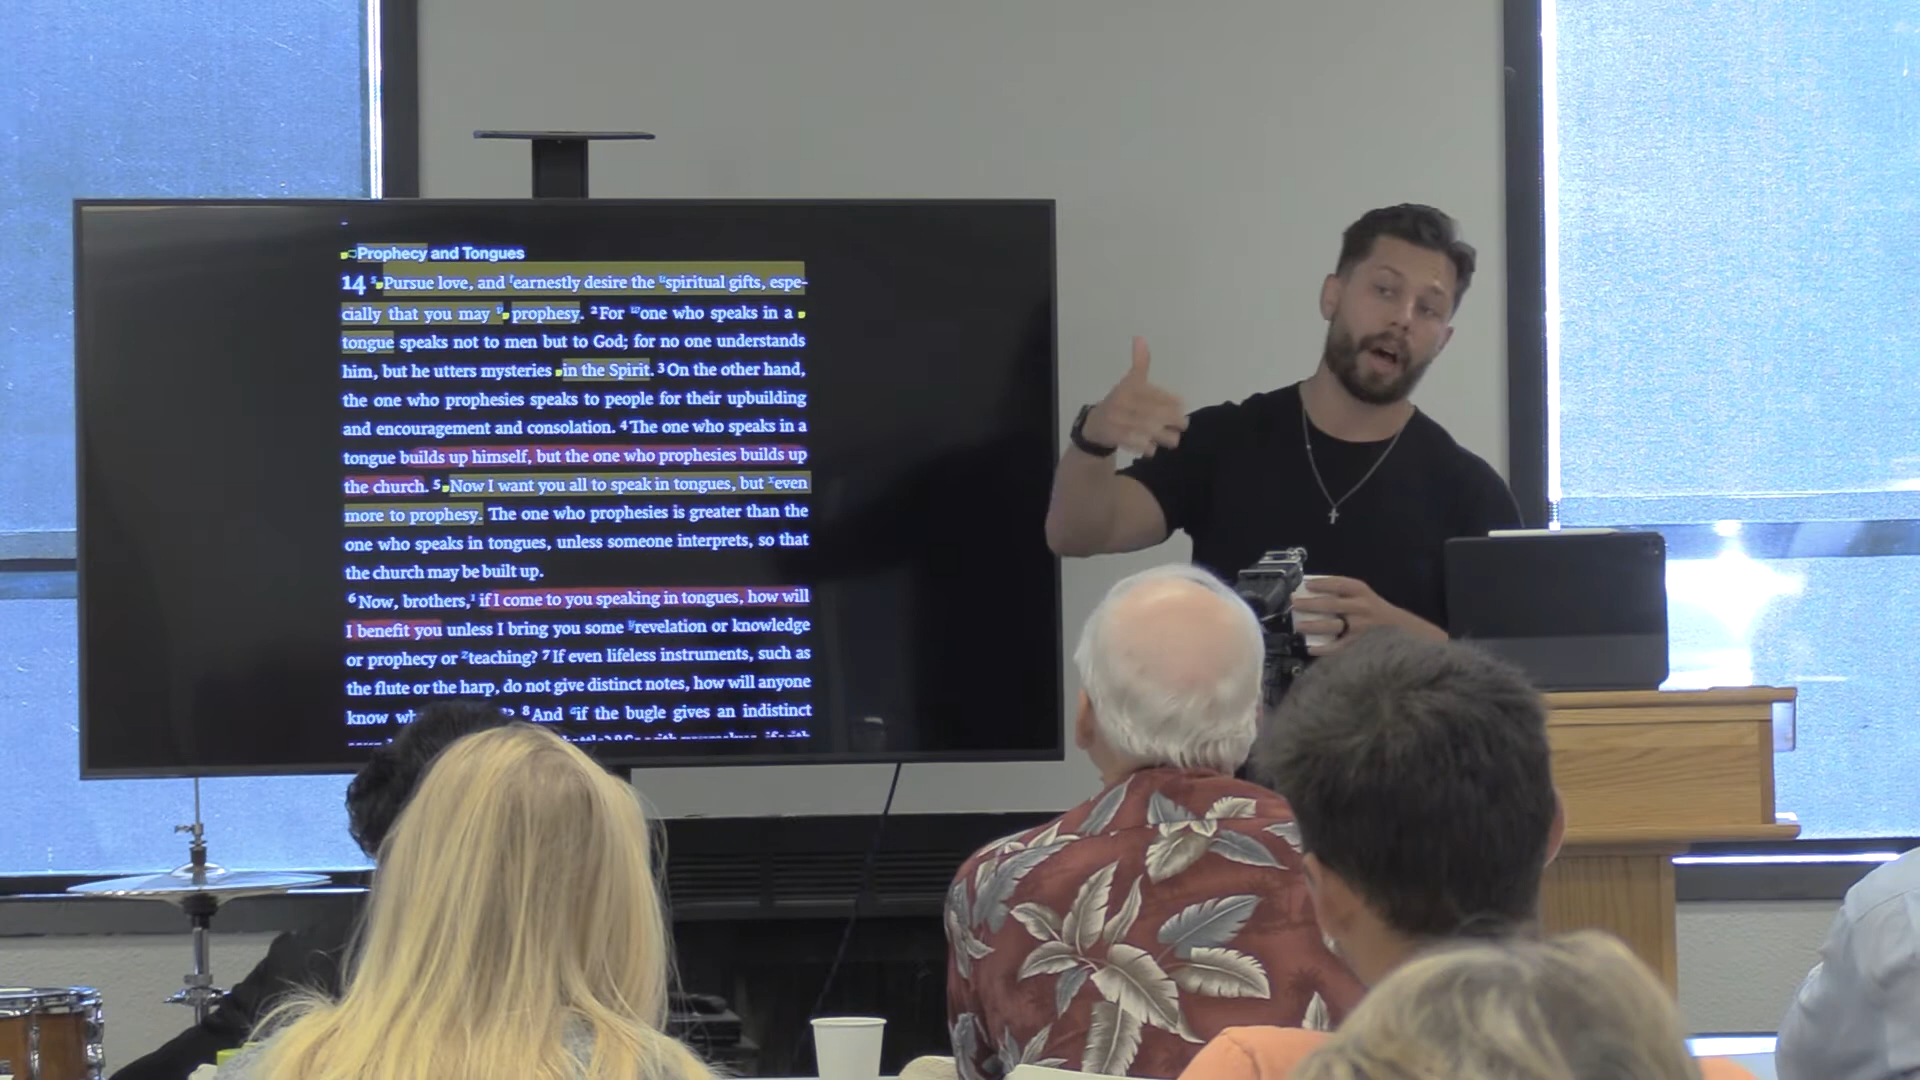 Prophecy and Tongues
14 s Pursue love, and t earnestly desire the u spiritual gifts, espe-
cially that you may v prophesy. 2 For w one who speaks in a
tongue speaks not to men but to God; for no one understands
him, but he utters mysteries in the Spirit. 3 On the other hand,
the one who prophesies speaks to people for their upbuilding
and encouragement and consolation. 4 The one who speaks in a
tongue builds up himself, but the one who prophesies builds up
the church. 5 Now I want you all to speak in tongues, but x even
more to prophesy. The one who prophesies is greater than the
one who speaks in tongues, unless someone interprets, so that
the church may be built up.
6 Now, brothers, 1 if I come to you speaking in tongues, how will
I benefit you unless I bring you some y revelation or knowledge
or prophecy or z teaching? 7 If even lifeless instruments, such as
the flute or the harp, do not give distinct notes, how will anyone
know 8 And a if the bugle gives an indistinct